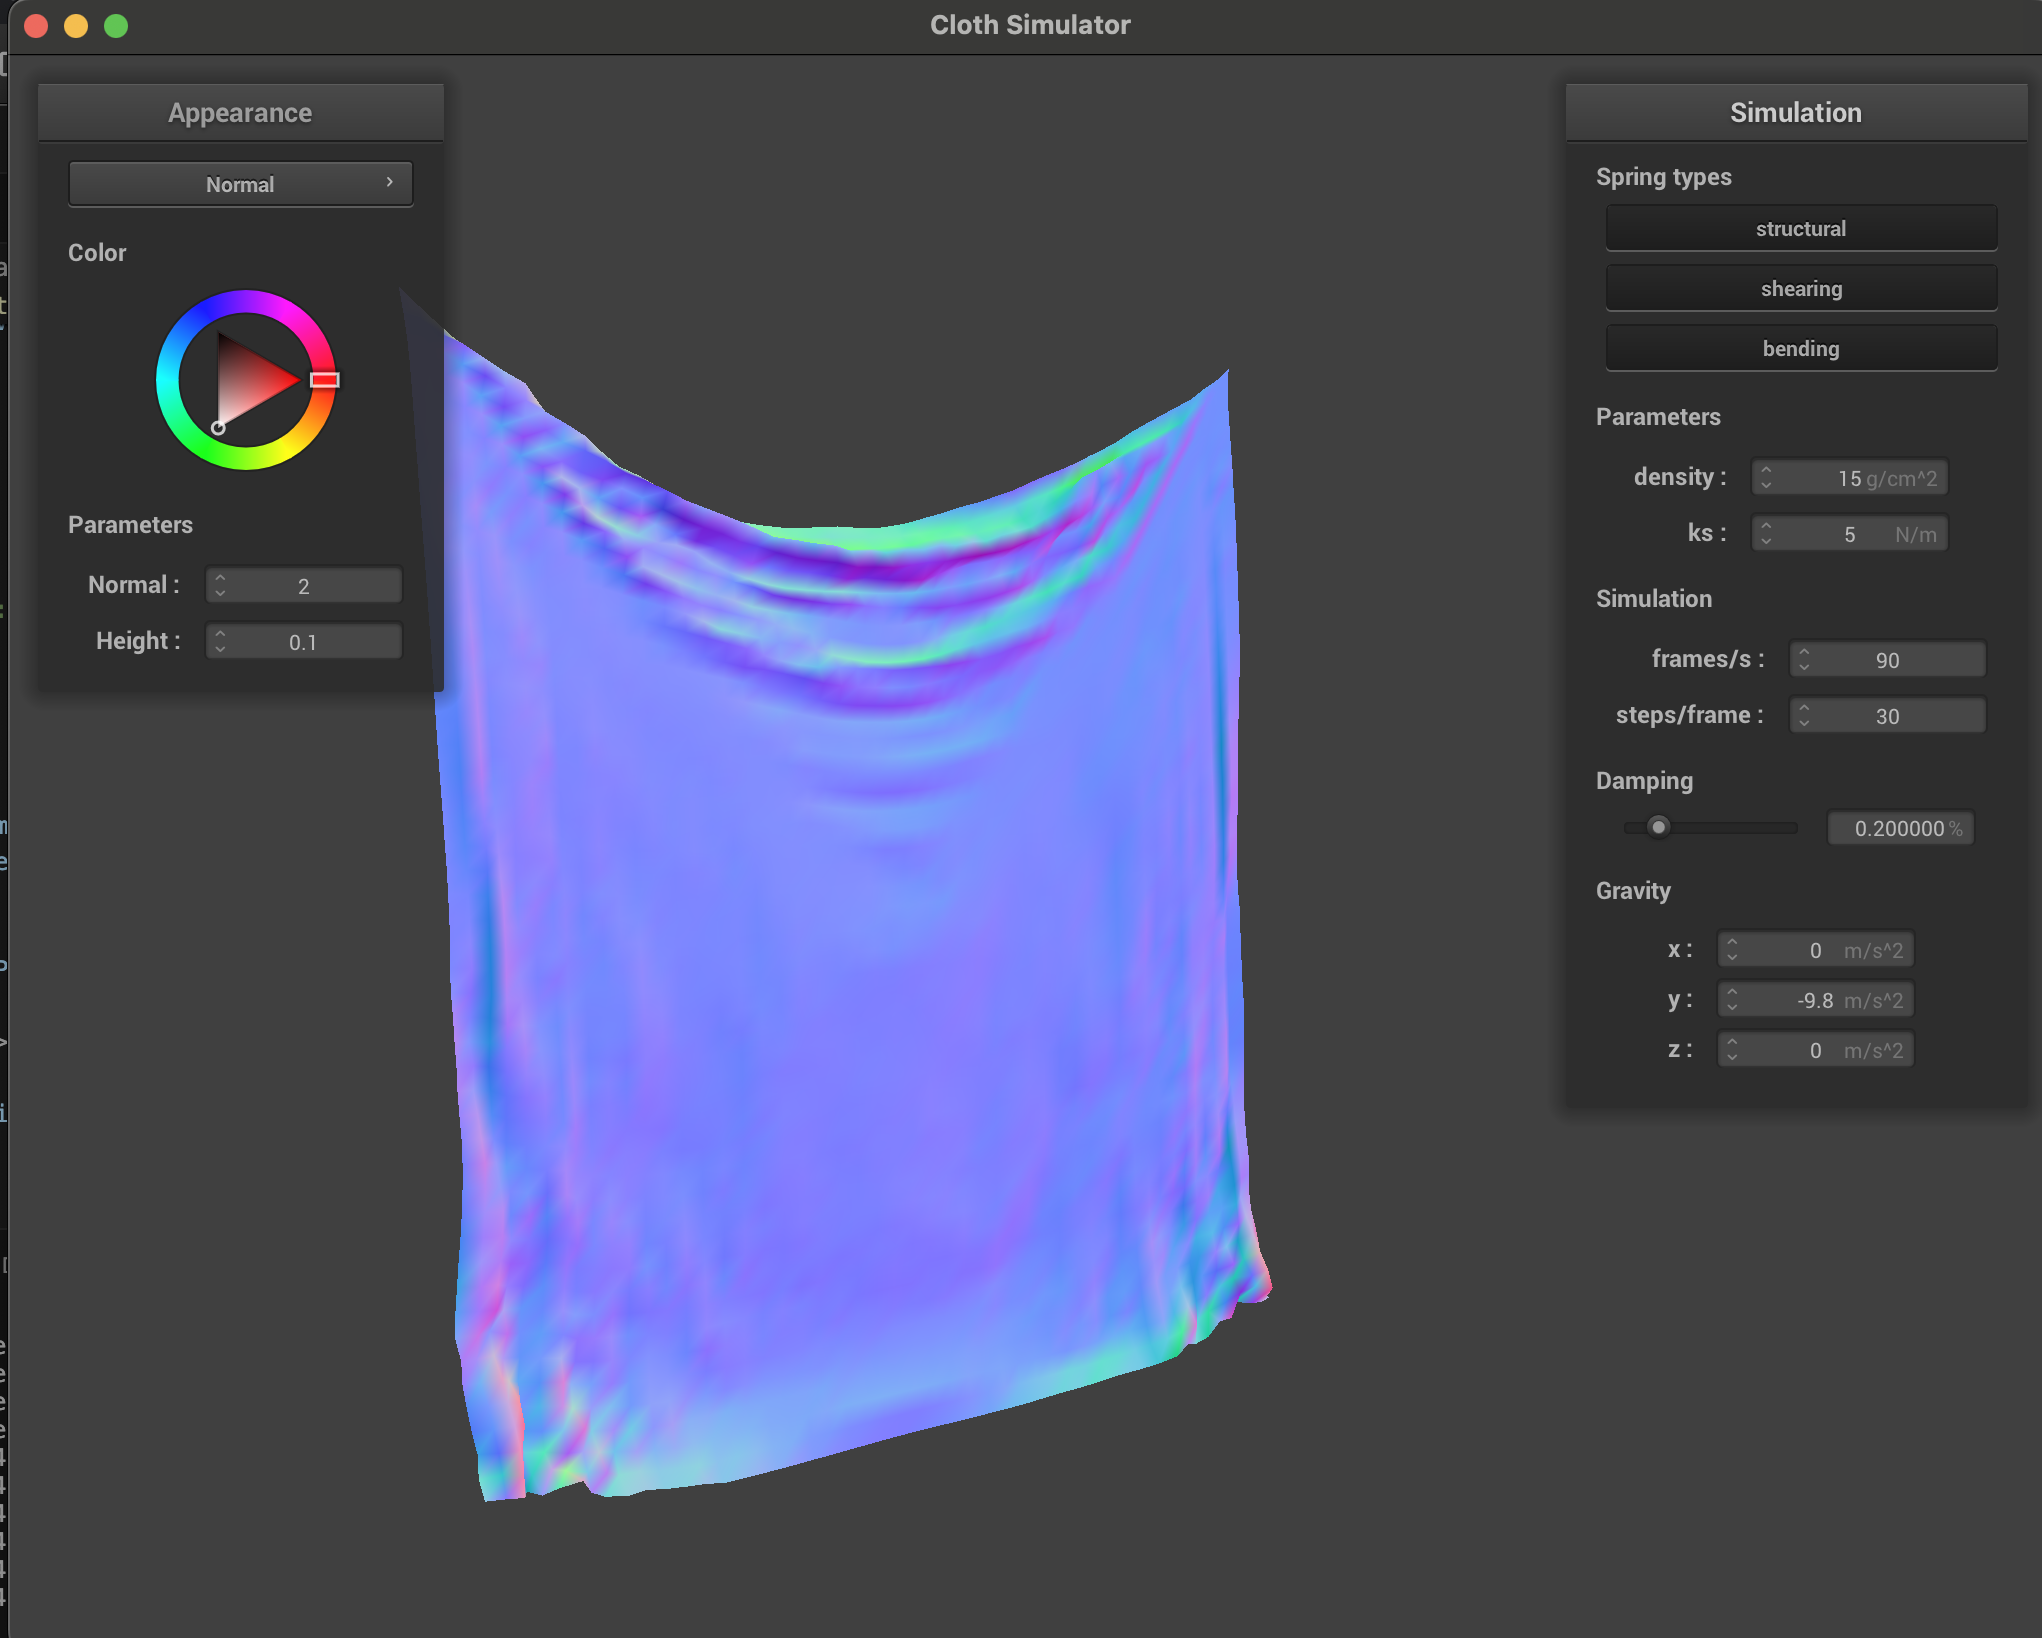 Cloth Simulator
Appearance
Normal
Color
Parameters
Normal : 2
Height : 0.1
Simulation
Spring types
structural
shearing
bending
Parameters
density : 15 g/cm^2
ks : 5 N/m
Simulation
frames/s : 90
steps/frame : 30
Damping
0.200000 %
Gravity
x : 0 m/s^2
y : -9.8 m/s^2
z : 0 m/s^2